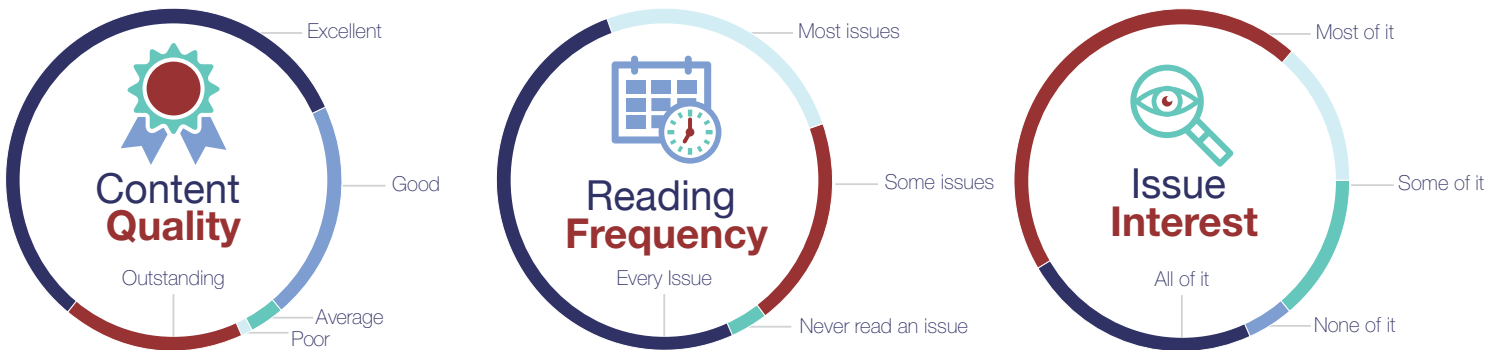 Excellent
Content
Quality
Good
Outstanding
Average
Poor
Most issues
Reading
Frequency
Some issues
Every Issue
Never read an issue
Most of it
Issue
Interest
Some of it
All of it
None of it